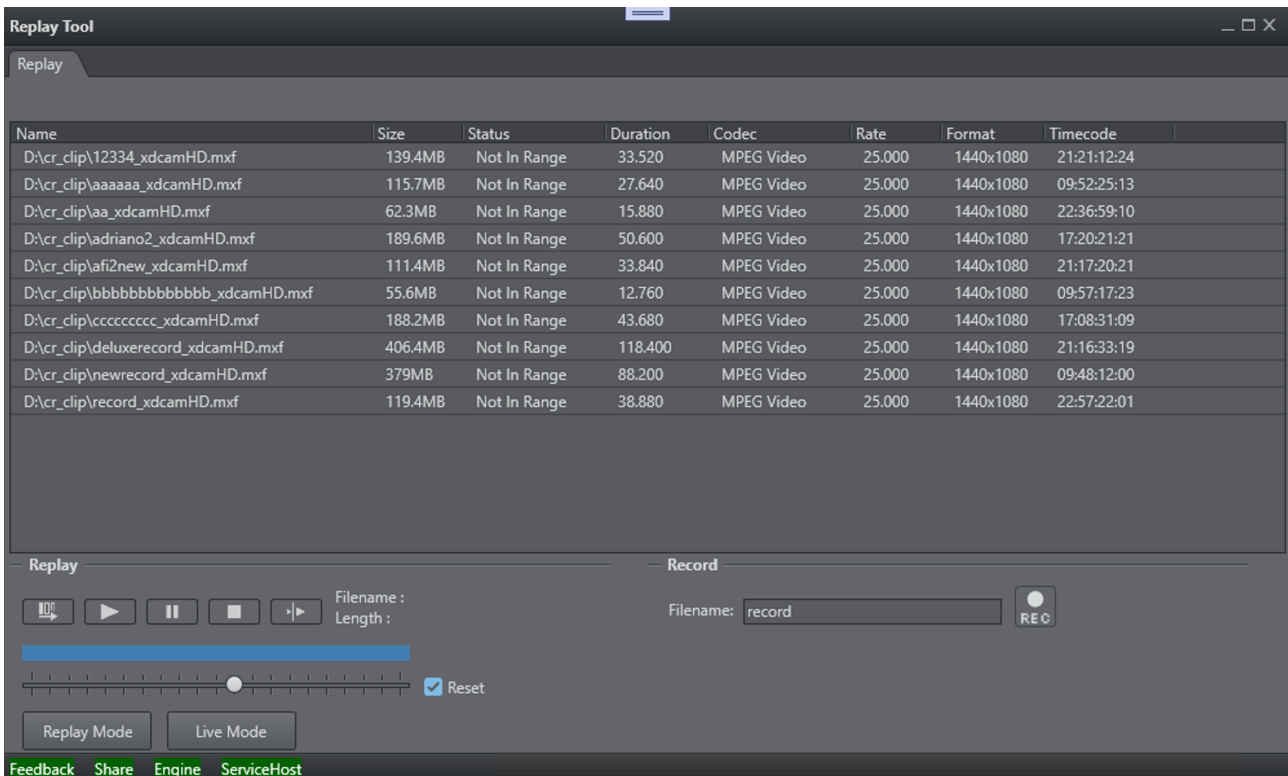 Replay Tool
Replay
Name Size Status Duration Codec Rate Format Timecode
D:\cr_clip\12334_xdcamHD.mxf 139.4MB Not In Range 33.520 MPEG Video 25.000 1440x1080 21:21:12:24
D:\cr_clip\aaaaaa_xdcamHD.mxf 115.7MB Not In Range 27.640 MPEG Video 25.000 1440x1080 09:52:25:13
D:\cr_clip\aa_xdcamHD.mxf 62.3MB Not In Range 15.880 MPEG Video 25.000 1440x1080 22:36:59:10
D:\cr_clip\adriano2_xdcamHD.mxf 189.6MB Not In Range 50.600 MPEG Video 25.000 1440x1080 17:20:21:21
D:\cr_clip\afi2new_xdcamHD.mxf 111.4MB Not In Range 33.840 MPEG Video 25.000 1440x1080 21:17:20:21
D:\cr_clip\bbbbbbbbbbbbb_xdcamHD.mxf 55.6MB Not In Range 12.760 MPEG Video 25.000 1440x1080 09:57:17:23
D:\cr_clip\ccccccccc_xdcamHD.mxf 188.2MB Not In Range 43.680 MPEG Video 25.000 1440x1080 17:08:31:09
D:\cr_clip\deluxerecord_xdcamHD.mxf 406.4MB Not In Range 118.400 MPEG Video 25.000 1440x1080 21:16:33:19
D:\cr_clip\newrecord_xdcamHD.mxf 379MB Not In Range 88.200 MPEG Video 25.000 1440x1080 09:48:12:00
D:\cr_clip\record_xdcamHD.mxf 119.4MB Not In Range 38.880 MPEG Video 25.000 1440x1080 22:57:22:01
Replay
Filename :
Length :
Reset
Replay Mode Live Mode
Record
Filename: record
REC
Feedback Share Engine ServiceHost